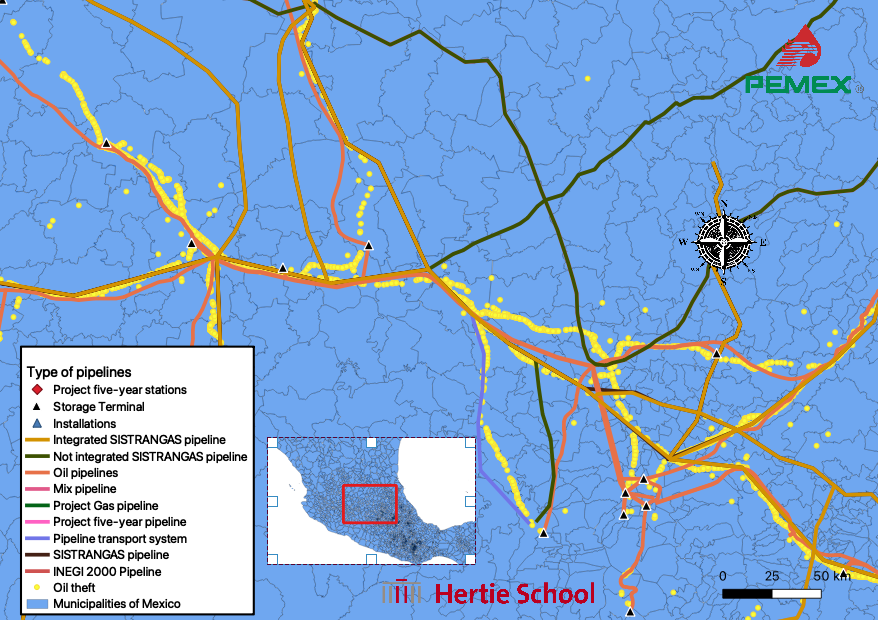 PEMEX®
N
W E
S
Type of pipelines
Project five-year stations
Storage Terminal
Installations
Integrated SISTRANGAS pipeline
Not integrated SISTRANGAS pipeline
Oil pipelines
Mix pipeline
Project Gas pipeline
Project five-year pipeline
Pipeline transport system
SISTRANGAS pipeline
INEGI 2000 Pipeline
Oil theft
Municipalities of Mexico
0 25 50 km
Hertie School